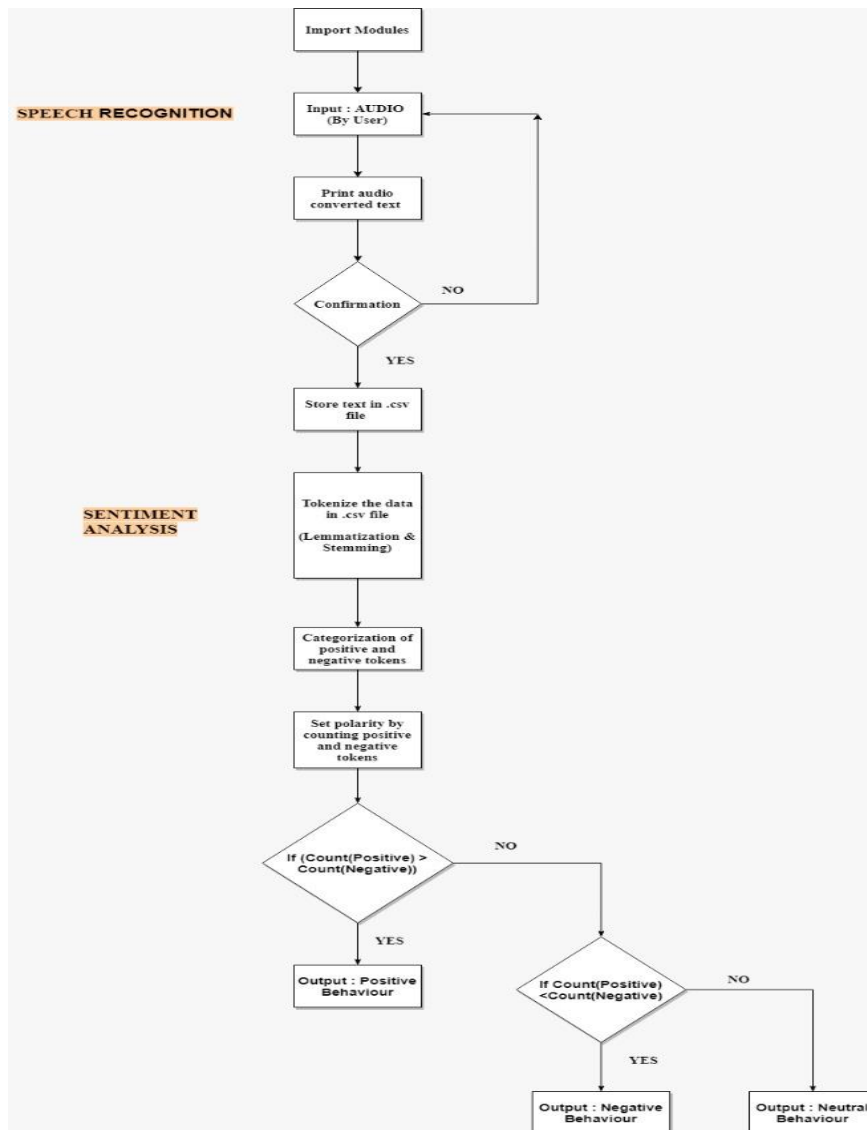 Import Modules
SPEECH RECOGNITION
Input : AUDIO
(By User)
Print audio
converted text
NO
Confirmation
YES
Store text in .csv
file
SENTIMENT
ANALYSIS
Tokenize the data
in .csv file
(Lemmatization &
Stemming)
Categorization of
positive and
negative tokens
Set polarity by
counting positive
and negative
tokens
If (Count(Positive) >
Count(Negative))
NO
YES
Output : Positive
Behaviour
If Count(Positive)
<Count(Negative)
NO
YES
Output : Negative
Behaviour
Output : Neutral
Behaviour